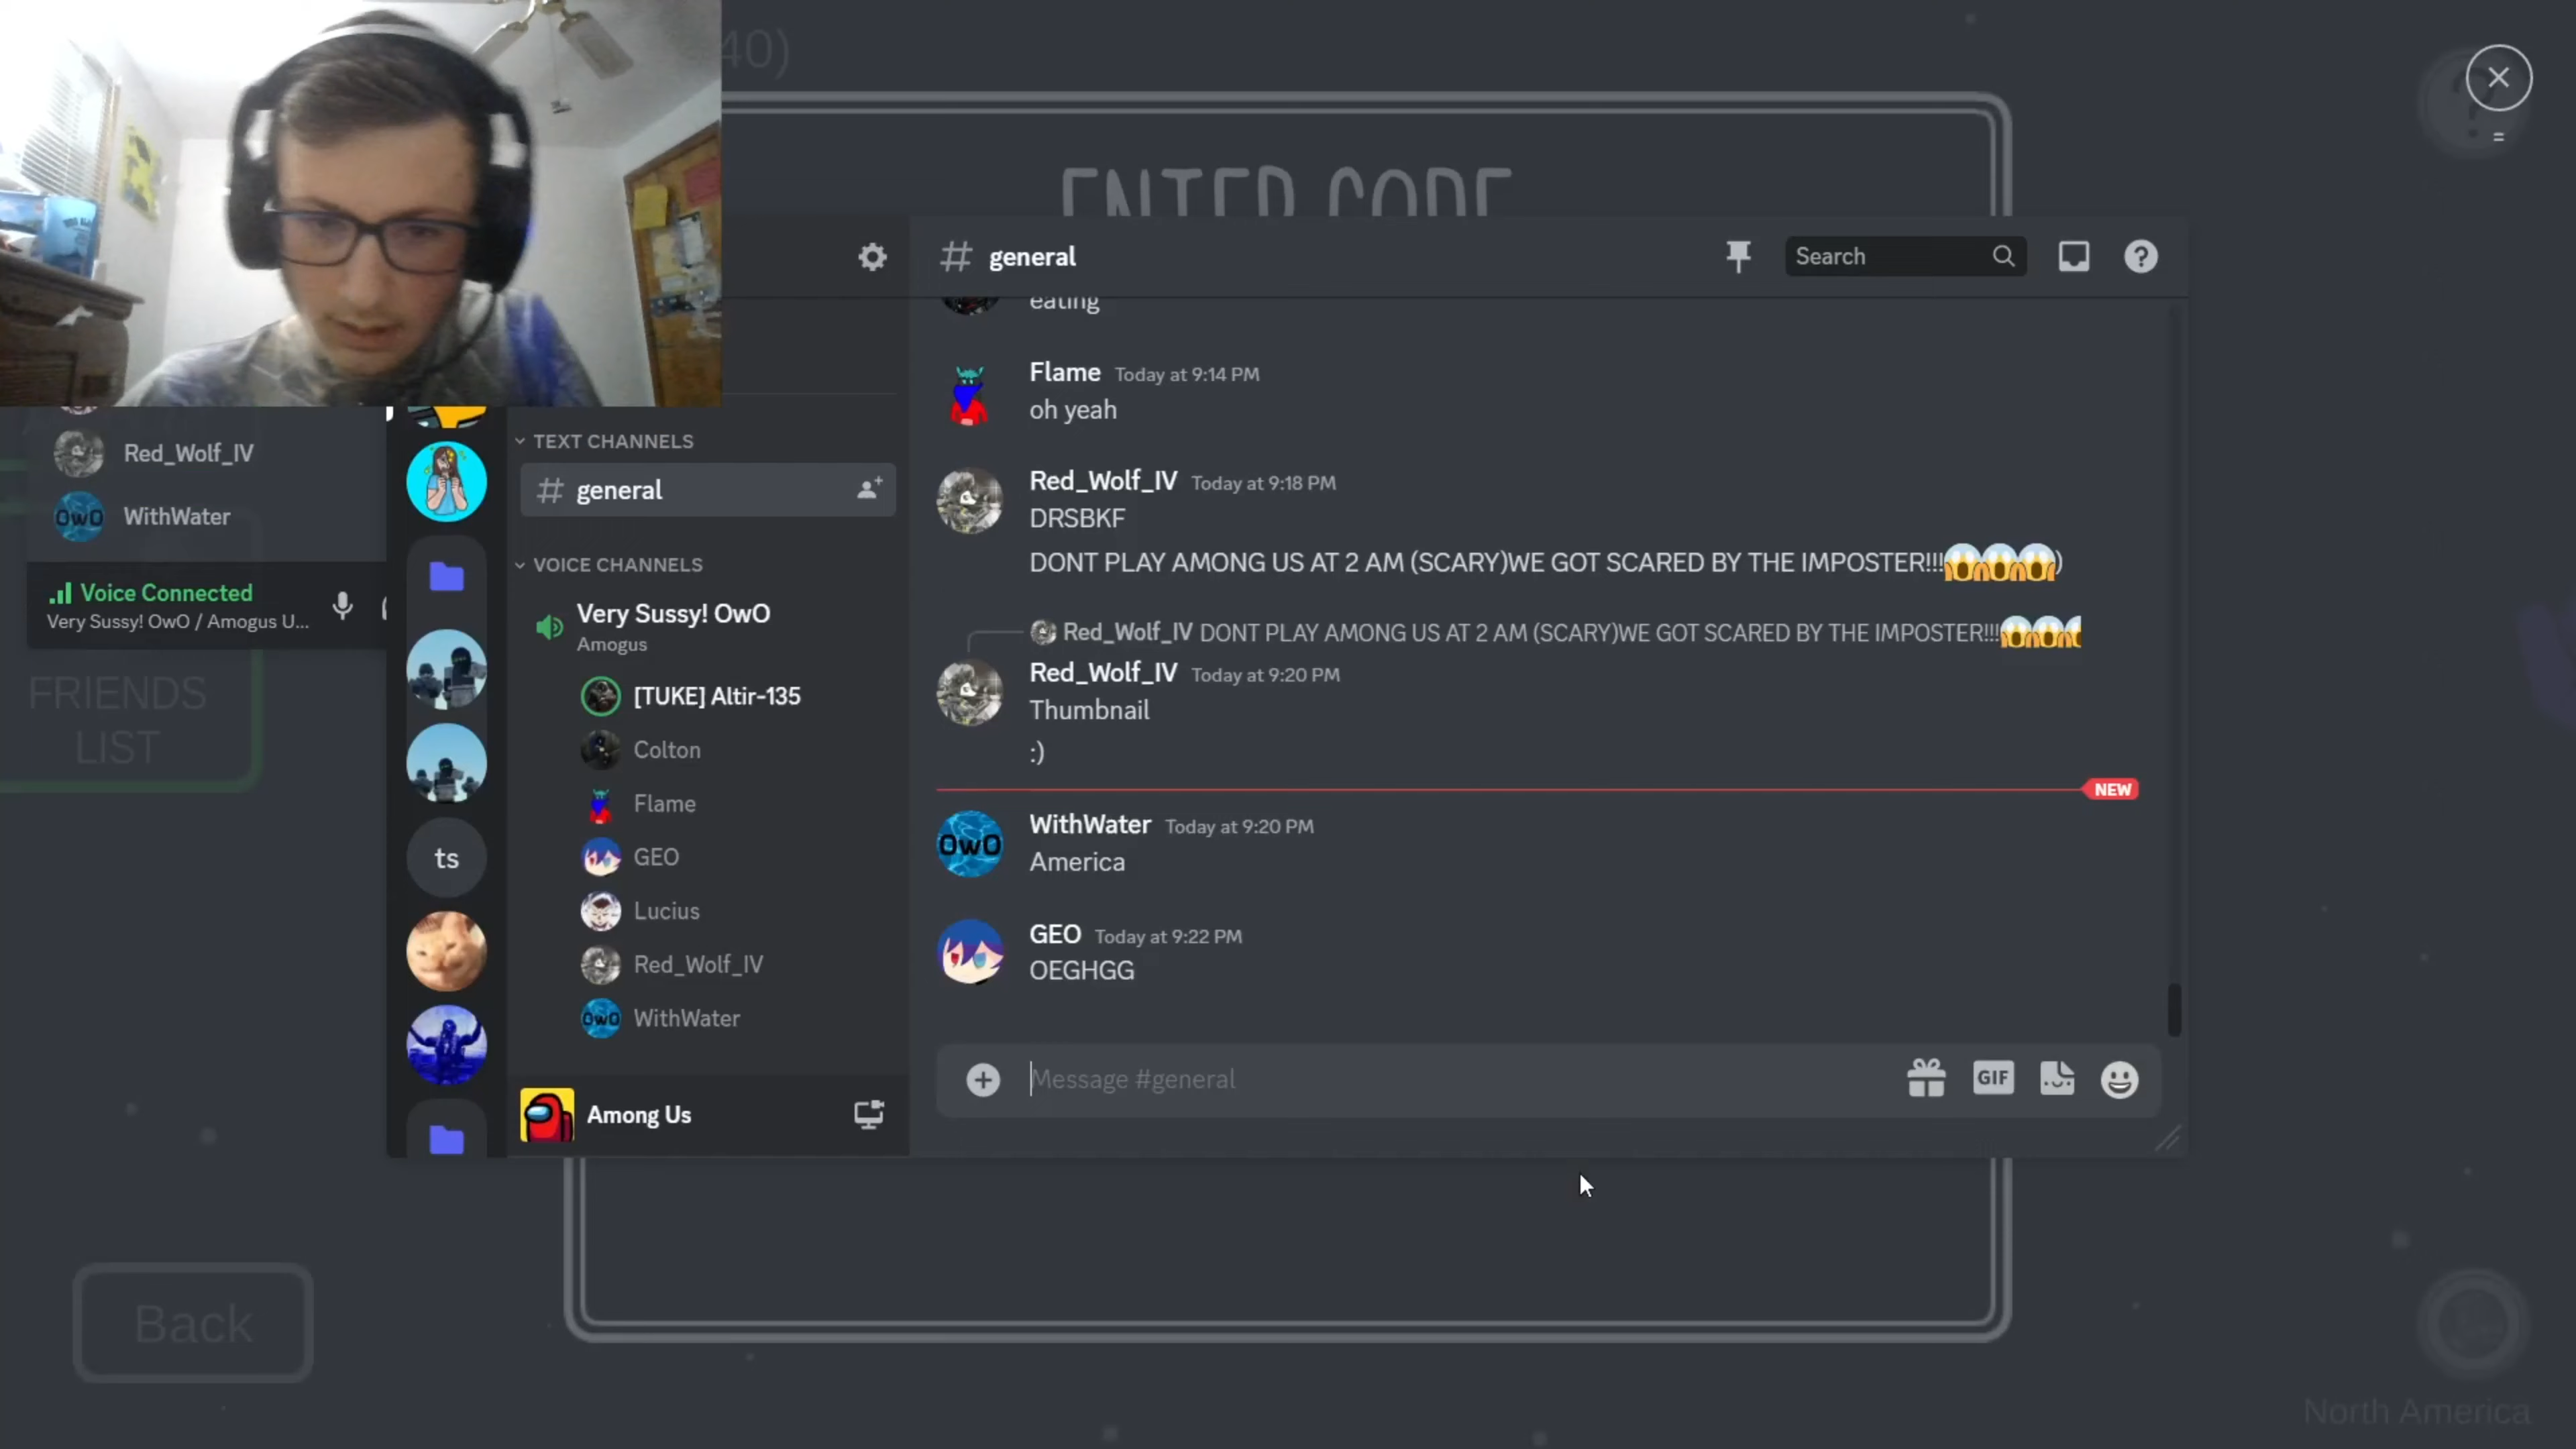 40)
ENTER CODE
general
Search
eating
Flame Today at 9:14 PM
oh yeah
Red_Wolf_IV Today at 9:18 PM
DRSBKF
DONT PLAY AMONG US AT 2 AM (SCARY)WE GOT SCARED BY THE IMPOSTER!!!😱😱😱)
Red_Wolf_IV DONT PLAY AMONG US AT 2 AM (SCARY)WE GOT SCARED BY THE IMPOSTER!!!😱😱😱
Red_Wolf_IV Today at 9:20 PM
Thumbnail
:)
NEW
WithWater Today at 9:20 PM
America
GEO Today at 9:22 PM
OEGHGG
Message #general
GIF
Red_Wolf_IV
OwO WithWater
Voice Connected
Very Sussy! OwO / Amogus U...
FRIENDS
LIST
ts
TEXT CHANNELS
general
VOICE CHANNELS
Very Sussy! OwO
Amogus
[TUKE] Altir-135
Colton
Flame
GEO
Lucius
Red_Wolf_IV
OwO WithWater
Among Us
OwO
Back
North America